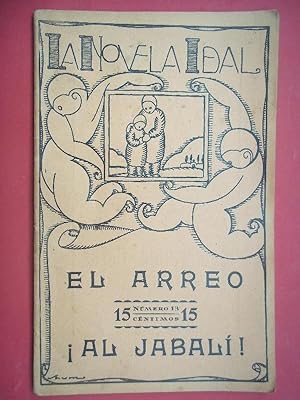 LA NOVELA IDEAL
EL ARREO
15 NÚMERO 13 15
CÉNTIMOS
¡AL JABALÍ!